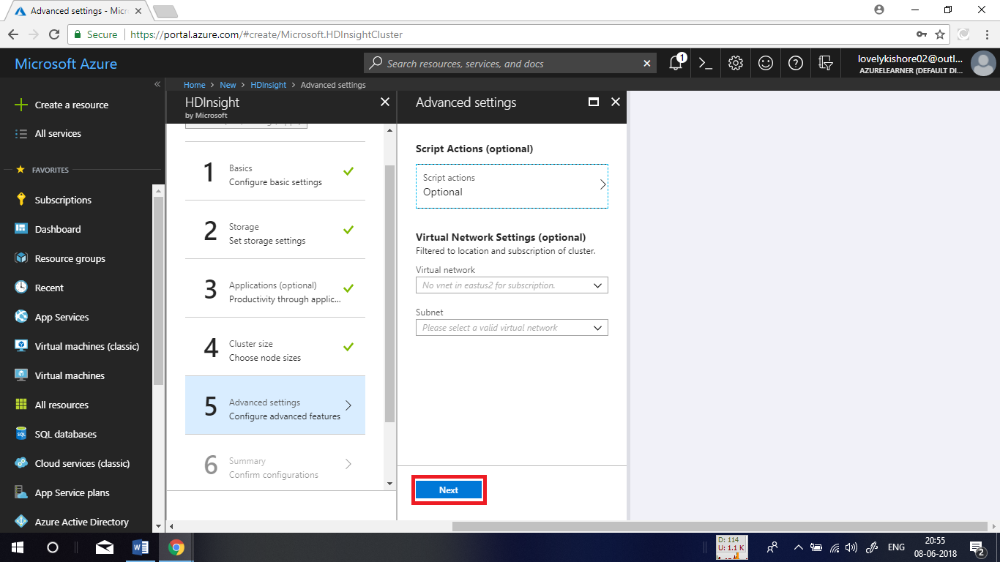 Advanced settings - Micr
Secure
https://portal.azure.com/#create/Microsoft.HDInsightCluster
Microsoft Azure
Search resources, services, and docs
1
lovelykishore02@outl...
AZURELEARNER (DEFAULT DI...
Create a resource
All services
FAVORITES
Subscriptions
Dashboard
Resource groups
Recent
App Services
Virtual machines (classic)
Virtual machines
All resources
SQL databases
Cloud services (classic)
App Service plans
Azure Active Directory
Home > New > HDInsight > Advanced settings
HDInsight
by Microsoft
1
Basics
Configure basic settings
2
Storage
Set storage settings
3
Applications (optional)
Productivity through applic...
4
Cluster size
Choose node sizes
5
Advanced settings
Configure advanced features
6
Summary
Confirm configurations
Advanced settings
Script Actions (optional)
Script actions
Optional
Virtual Network Settings (optional)
Filtered to location and subscription of cluster.
Virtual network
No vnet in eastus2 for subscription.
Subnet
Please select a valid virtual network
Next
D: 114
U: 1.1 K
ENG
20:55
08-06-2018
2